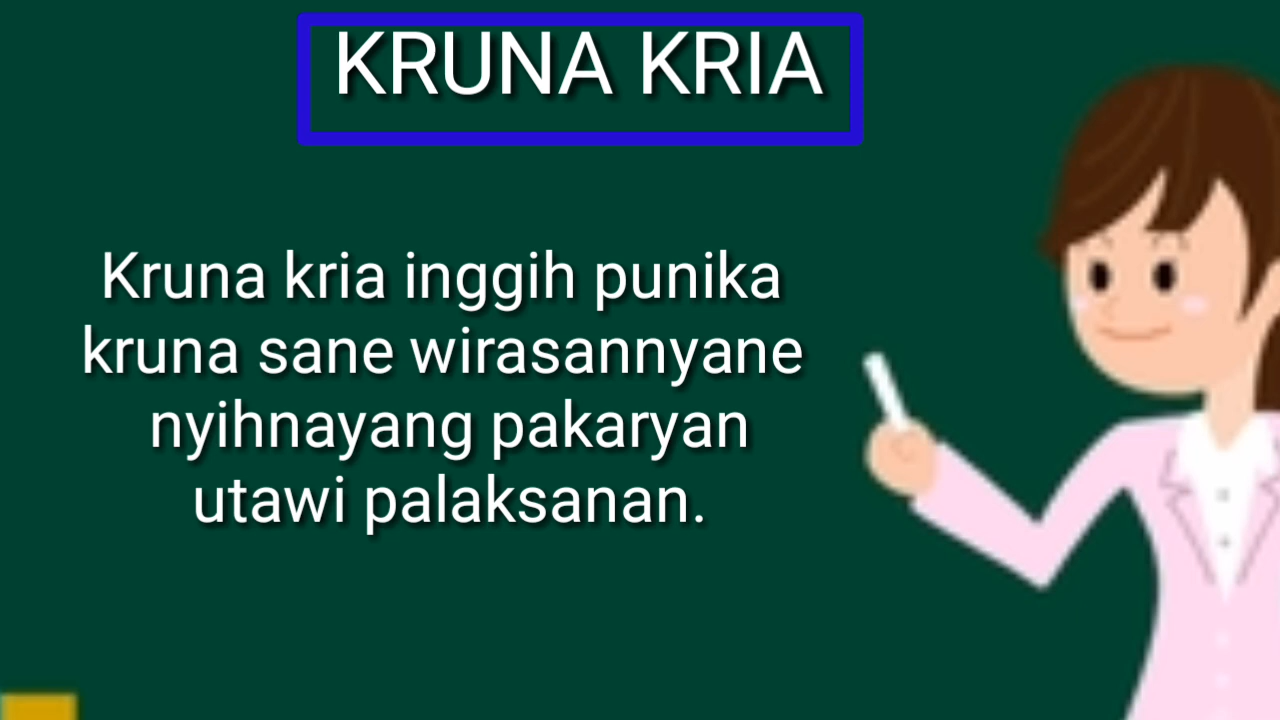 KRUNA KRIA
Kruna kria inggih punika
kruna sane wirasannyane
nyihnayang pakaryan
utawi palaksanan.